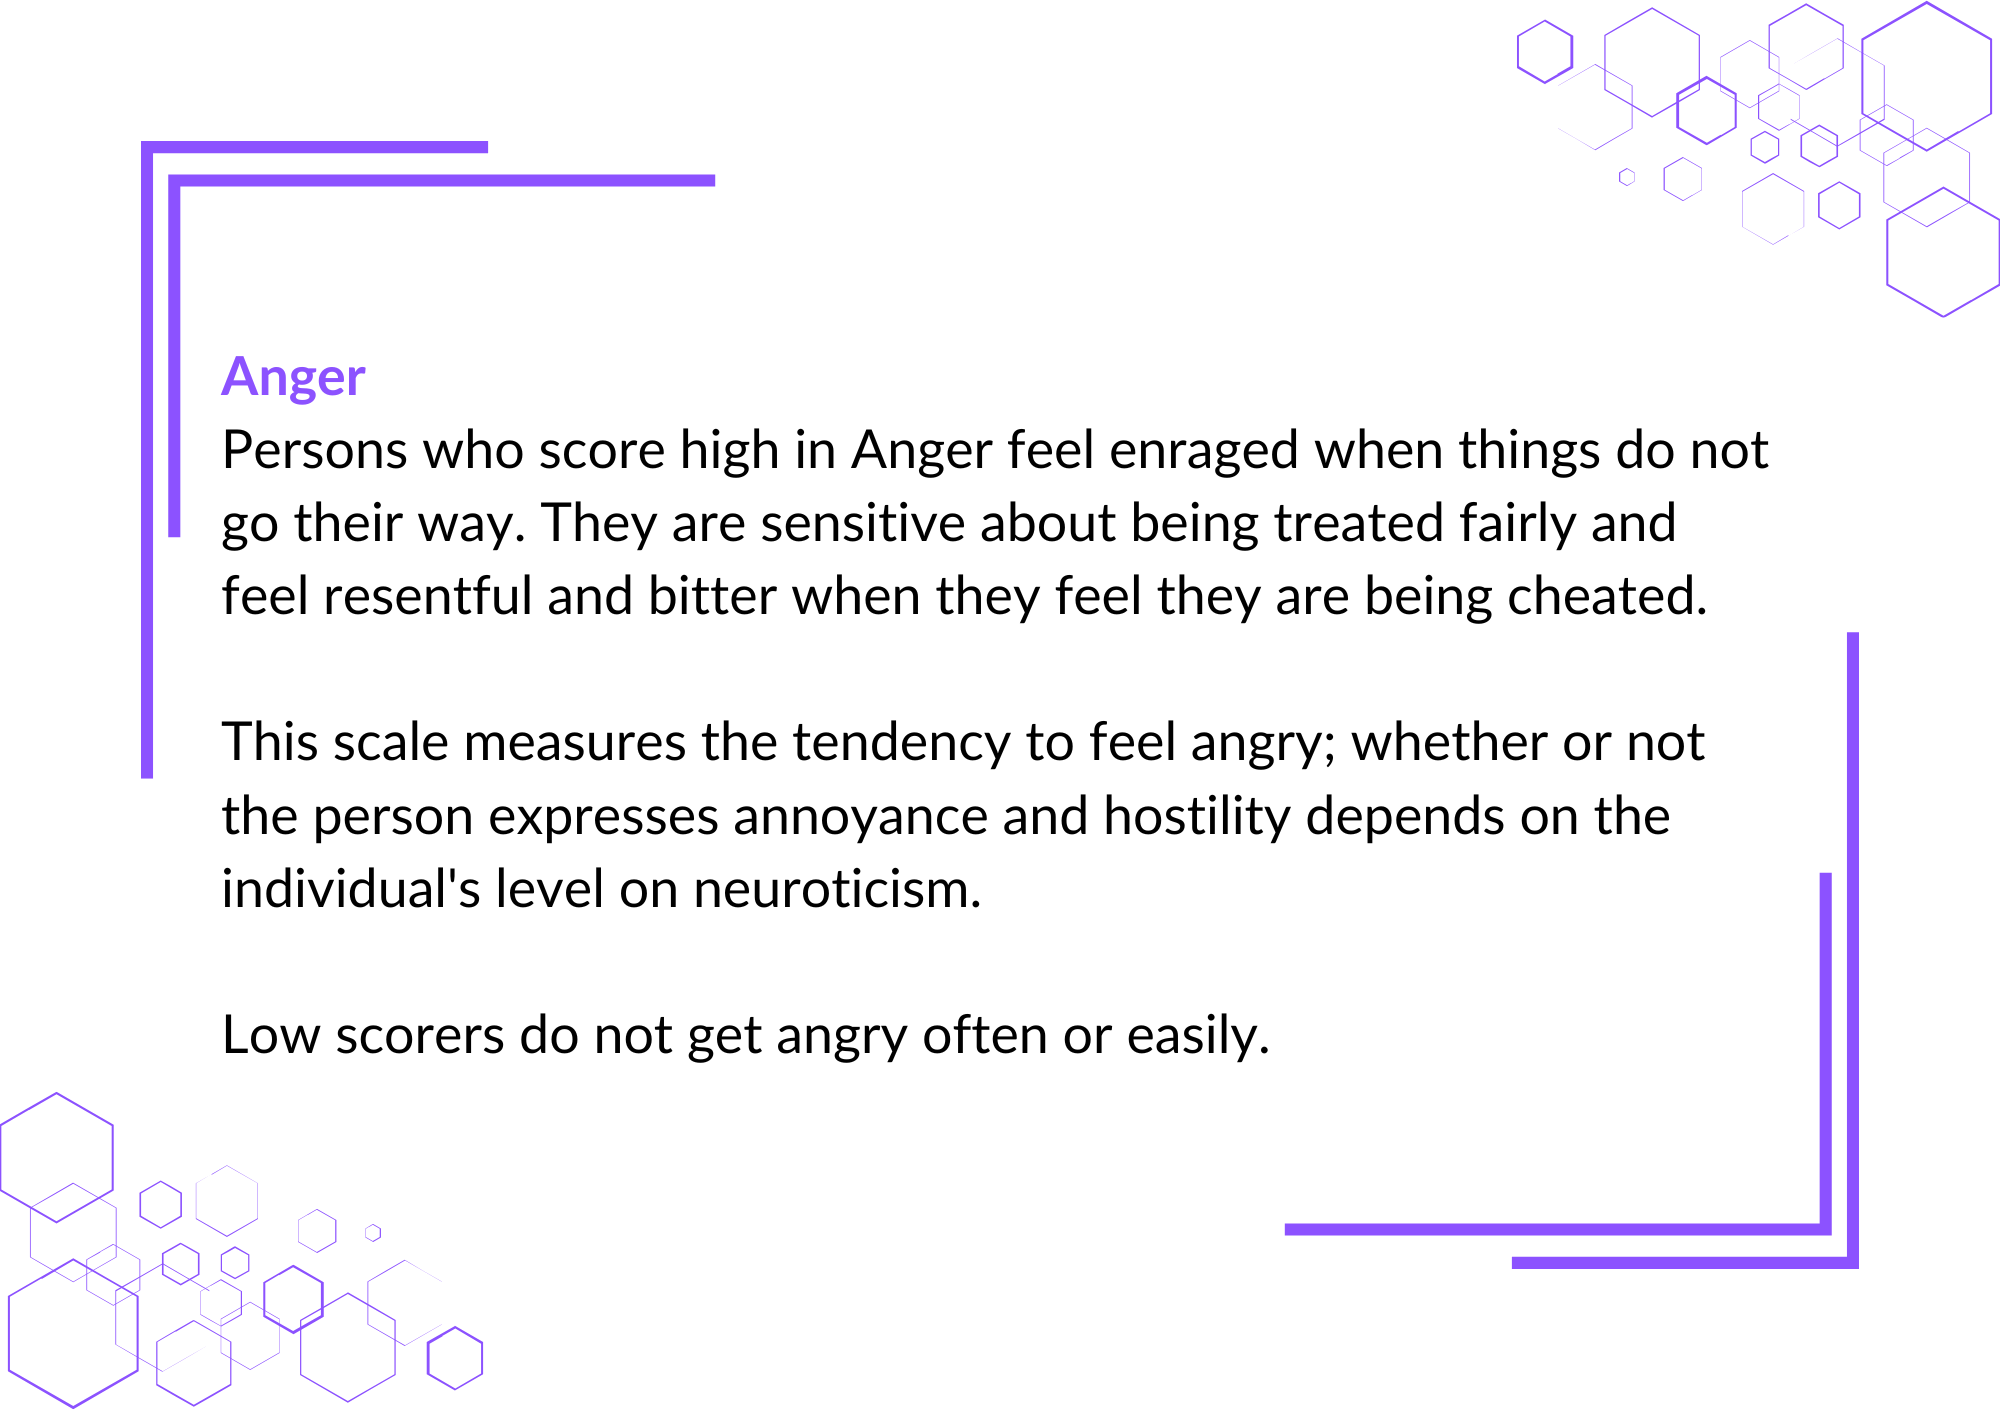 Anger
Persons who score high in Anger feel enraged when things do not
go their way. They are sensitive about being treated fairly and
feel resentful and bitter when they feel they are being cheated.
This scale measures the tendency to feel angry; whether or not
the person expresses annoyance and hostility depends on the
individual's level on neuroticism.
Low scorers do not get angry often or easily.